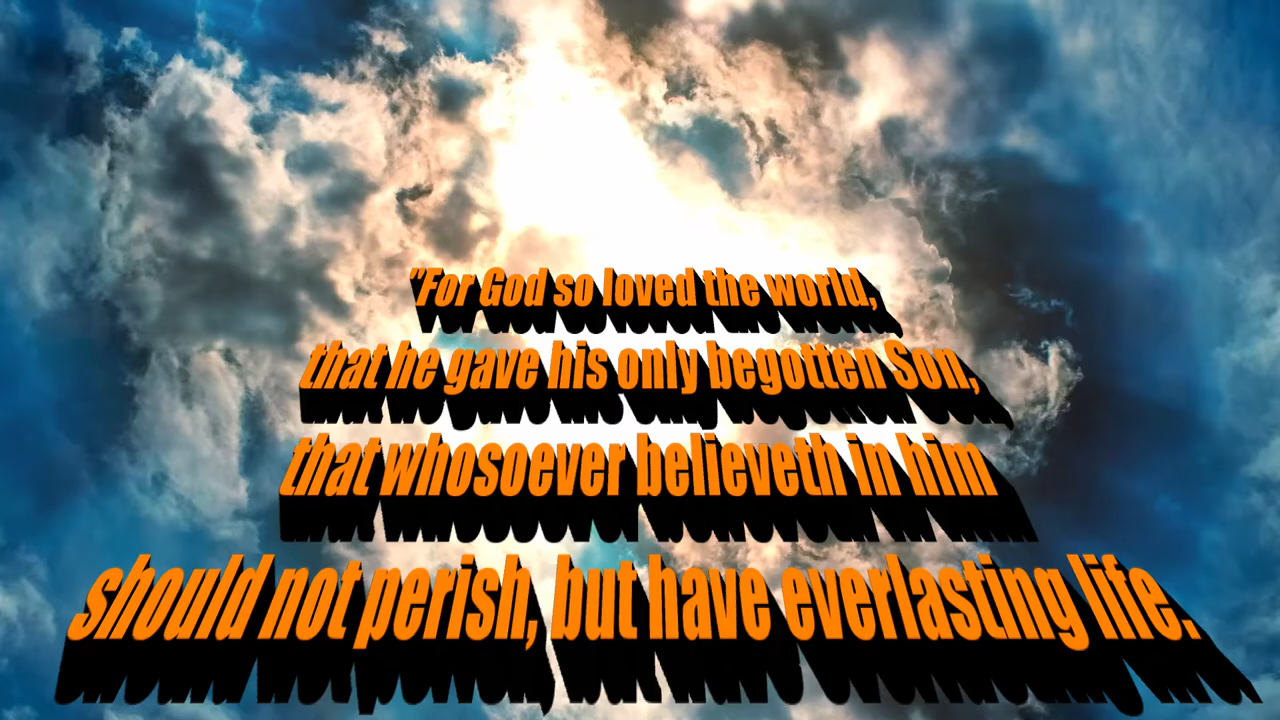 "For God so loved the world,
that he gave his only begotten Son,
that whosoever believeth in him
should not perish, but have everlasting life.